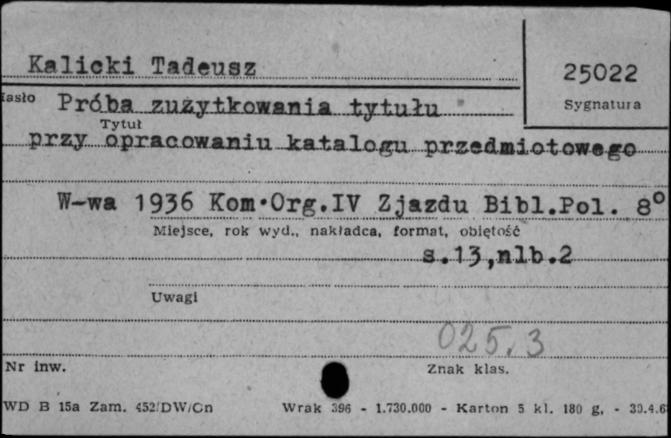 Kalicki Tadeusz
25022
Hasło Próba zużytkowania tytułu
Sygnatura
Tytuł
przy opracowaniu katalogu przedmiotowego
W-wa 1936 Kom.Org.IV Zjazdu Bibl.Pol. 8°
Miejsce, rok wyd., nakładca, format, objętość
s.13,nlb.2
Uwagi
025.3
Nr inw.
Znak klas.
WD B 15a Zam. 452/DW/Cn Wrak 396 - 1.730.000 - Karton 5 kl. 180 g. - 30.4.6